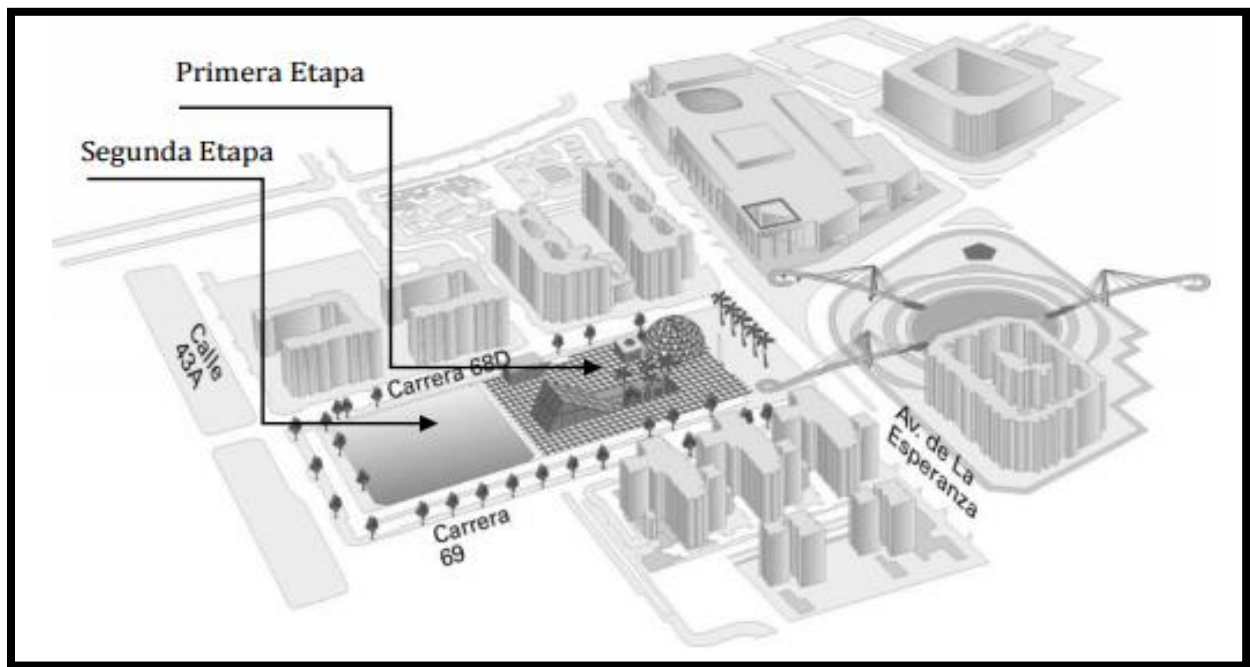 Primera Etapa
Segunda Etapa
Calle
43A
Carrera 68D
Carrera
69
Av. de La
Esperanza